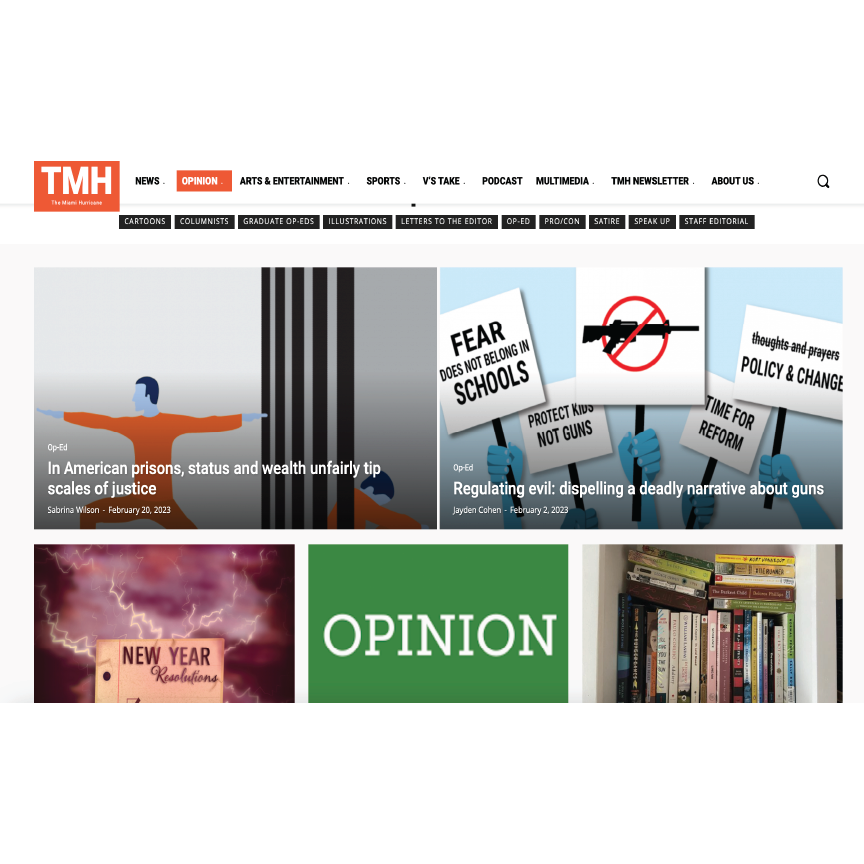 TMH
The Miami Hurricane
NEWS
OPINION
ARTS & ENTERTAINMENT
SPORTS
V'S TAKE
PODCAST
MULTIMEDIA
TMH NEWSLETTER
ABOUT US
CARTOONS
COLUMNISTS
GRADUATE OP-EDS
ILLUSTRATIONS
LETTERS TO THE EDITOR
OP-ED
PRO/CON
SATIRE
SPEAK UP
STAFF EDITORIAL
Op-Ed
In American prisons, status and wealth unfairly tip
scales of justice
Sabrina Wilson - February 20, 2023
FEAR
DOES NOT BELONG IN
SCHOOLS
PROTECT KIDS
NOT GUNS
TIME FOR
REFORM
thoughts and prayers
POLICY & CHANGE
Op-Ed
Regulating evil: dispelling a deadly narrative about guns
Jayden Cohen - February 2, 2023
NEW YEAR
Resolutions
OPINION